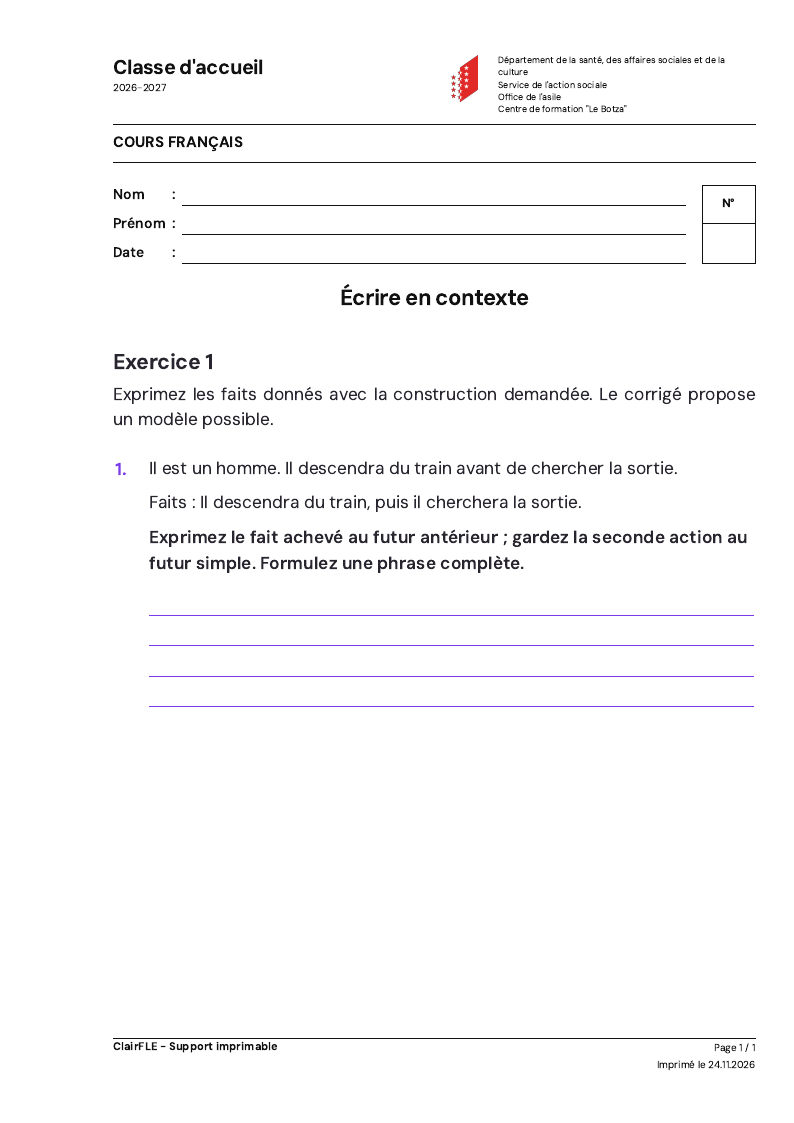 Classe d'accueil
2026-2027
Département de la santé, des affaires sociales et de la
culture
Service de l'action sociale
Office de l'asile
Centre de formation "Le Botza"
COURS FRANÇAIS
Nom :
Prénom :
Date :
N°
Écrire en contexte
Exercice 1
Exprimez les faits donnés avec la construction demandée. Le corrigé propose
un modèle possible.
1. Il est un homme. Il descendra du train avant de chercher la sortie.
Faits : Il descendra du train, puis il cherchera la sortie.
Exprimez le fait achevé au futur antérieur ; gardez la seconde action au
futur simple. Formulez une phrase complète.
ClairFLE - Support imprimable
Page 1 / 1
Imprimé le 24.11.2026